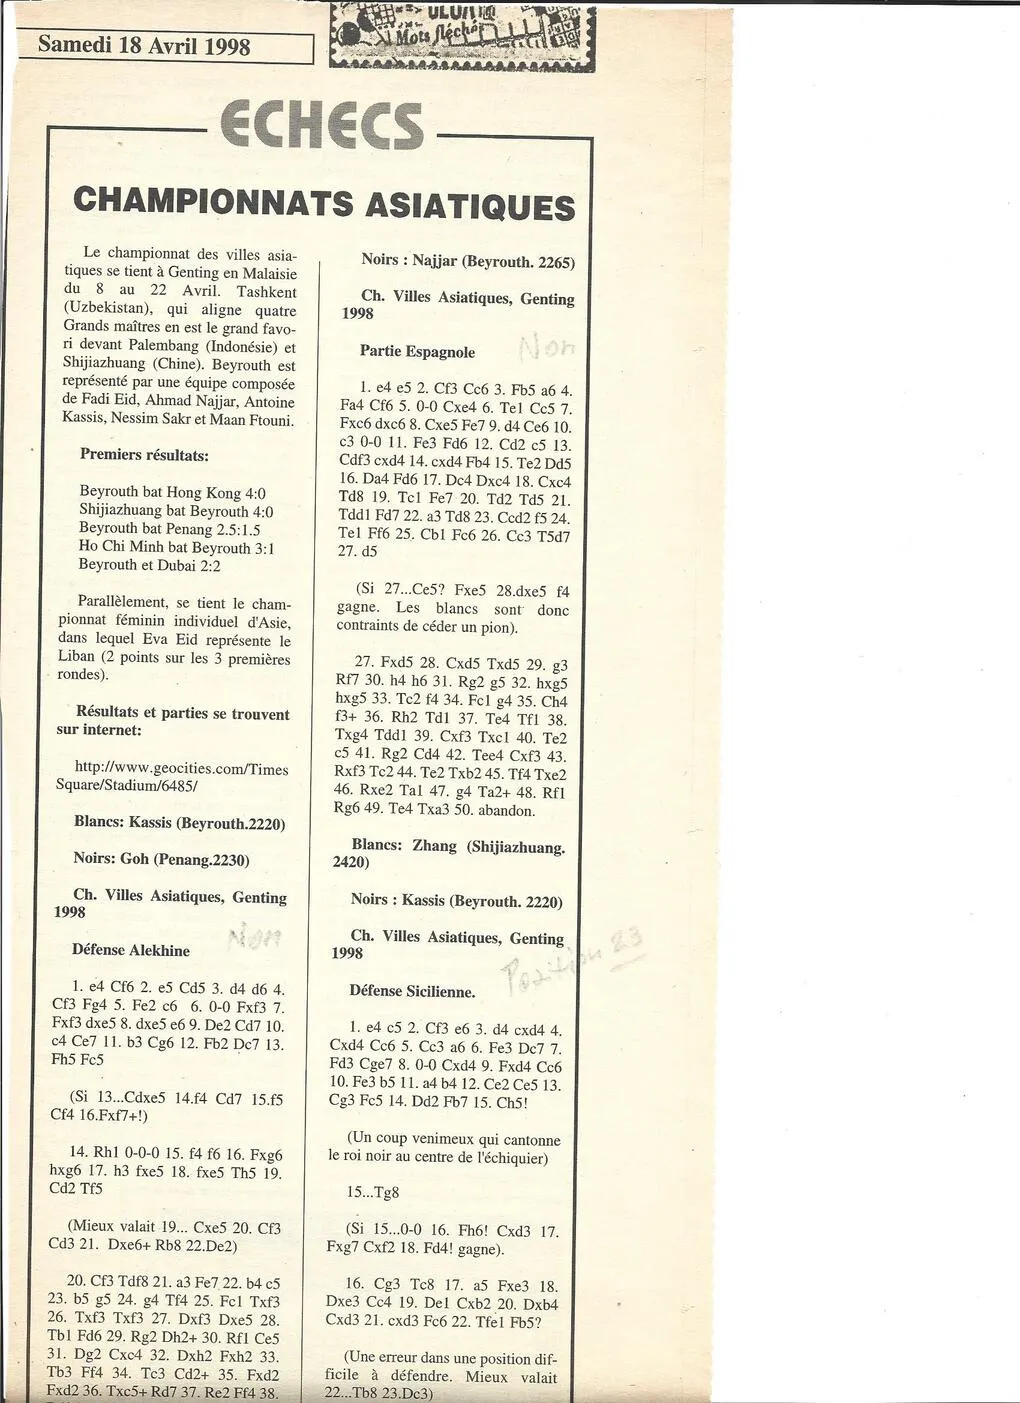 Samedi 18 Avril 1998
Mots fléchés
ECHECS
CHAMPIONNATS ASIATIQUES
Le championnat des villes asia-
tiques se tient à Genting en Malaisie
du 8 au 22 Avril. Tashkent
(Uzbekistan), qui aligne quatre
Grands maîtres en est le grand favo-
ri devant Palembang (Indonésie) et
Shijiazhuang (Chine). Beyrouth est
représenté par une équipe composée
de Fadi Eid, Ahmad Najjar, Antoine
Kassis, Nessim Sakr et Maan Ftouni.
Premiers résultats:
Beyrouth bat Hong Kong 4:0
Shijiazhuang bat Beyrouth 4:0
Beyrouth bat Penang 2.5:1.5
Ho Chi Minh bat Beyrouth 3:1
Beyrouth et Dubai 2:2
Parallèlement, se tient le cham-
pionnat féminin individuel d'Asie,
dans lequel Eva Eid représente le
Liban (2 points sur les 3 premières
rondes).
Résultats et parties se trouvent
sur internet:
http://www.geocities.com/Times
Square/Stadium/6485/
Blancs: Kassis (Beyrouth.2220)
Noirs: Goh (Penang.2230)
Ch. Villes Asiatiques, Genting
1998
Non
Défense Alekhine
1. e4 Cf6 2. e5 Cd5 3. d4 d6 4.
Cf3 Fg4 5. Fe2 c6 6. 0-0 Fxf3 7.
Fxf3 dxe5 8. dxe5 e6 9. De2 Cd7 10.
c4 Ce7 11. b3 Cg6 12. Fb2 Dc7 13.
Fh5 Fc5
(Si 13...Cdxe5 14.f4 Cd7 15.f5
Cf4 16.Fxf7+!)
14. Rh1 0-0-0 15. f4 f6 16. Fxg6
hxg6 17. h3 fxe5 18. fxe5 Th5 19.
Cd2 Tf5
(Mieux valait 19... Cxe5 20. Cf3
Cd3 21. Dxe6+ Rb8 22.De2)
20. Cf3 Tdf8 21. a3 Fe7 22. b4 c5
23. b5 g5 24. g4 Tf4 25. Fc1 Txf3
26. Txf3 Txf3 27. Dxf3 Dxe5 28.
Tb1 Fd6 29. Rg2 Dh2+ 30. Rf1 Ce5
31. Dg2 Cxc4 32. Dxh2 Fxh2 33.
Tb3 Ff4 34. Tc3 Cd2+ 35. Fxd2
Fxd2 36. Txc5+ Rd7 37. Re2 Ff4 38.
Noirs : Najjar (Beyrouth. 2265)
Ch. Villes Asiatiques, Genting
1998
Partie Espagnole Non
1. e4 e5 2. Cf3 Cc6 3. Fb5 a6 4.
Fa4 Cf6 5. 0-0 Cxe4 6. Te1 Cc5 7.
Fxc6 dxc6 8. Cxe5 Fe7 9. d4 Ce6 10.
c3 0-0 11. Fe3 Fd6 12. Cd2 c5 13.
Cdf3 cxd4 14. cxd4 Fb4 15. Te2 Dd5
16. Da4 Fd6 17. Dc4 Dxc4 18. Cxc4
Td8 19. Tc1 Fe7 20. Td2 Td5 21.
Tdd1 Fd7 22. a3 Td8 23. Ccd2 f5 24.
Te1 Ff6 25. Cb1 Fc6 26. Cc3 T5d7
27. d5
(Si 27...Ce5? Fxe5 28.dxe5 f4
gagne. Les blancs sont donc
contraints de céder un pion).
27. Fxd5 28. Cxd5 Txd5 29. g3
Rf7 30. h4 h6 31. Rg2 g5 32. hxg5
hxg5 33. Tc2 f4 34. Fc1 g4 35. Ch4
f3+ 36. Rh2 Td1 37. Te4 Tf1 38.
Txg4 Tdd1 39. Cxf3 Txc1 40. Te2
c5 41. Rg2 Cd4 42. Tee4 Cxf3 43.
Rxf3 Tc2 44. Te2 Txb2 45. Tf4 Txe2
46. Rxe2 Ta1 47. g4 Ta2+ 48. Rf1
Rg6 49. Te4 Txa3 50. abandon.
Blancs: Zhang (Shijiazhuang.
2420)
Noirs : Kassis (Beyrouth. 2220)
Ch. Villes Asiatiques, Genting
1998
Position 23
Défense Sicilienne.
1. e4 c5 2. Cf3 e6 3. d4 cxd4 4.
Cxd4 Cc6 5. Cc3 a6 6. Fe3 Dc7 7.
Fd3 Cge7 8. 0-0 Cxd4 9. Fxd4 Cc6
10. Fe3 b5 11. a4 b4 12. Ce2 Ce5 13.
Cg3 Fc5 14. Dd2 Fb7 15. Ch5!
(Un coup venimeux qui cantonne
le roi noir au centre de l'échiquier)
15...Tg8
(Si 15...0-0 16. Fh6! Cxd3 17.
Fxg7 Cxf2 18. Fd4! gagne).
16. Cg3 Tc8 17. a5 Fxe3 18.
Dxe3 Cc4 19. De1 Cxb2 20. Dxb4
Cxd3 21. cxd3 Fc6 22. Tfe1 Fb5?
(Une erreur dans une position dif-
ficile à défendre. Mieux valait
22...Tb8 23.Dc3)